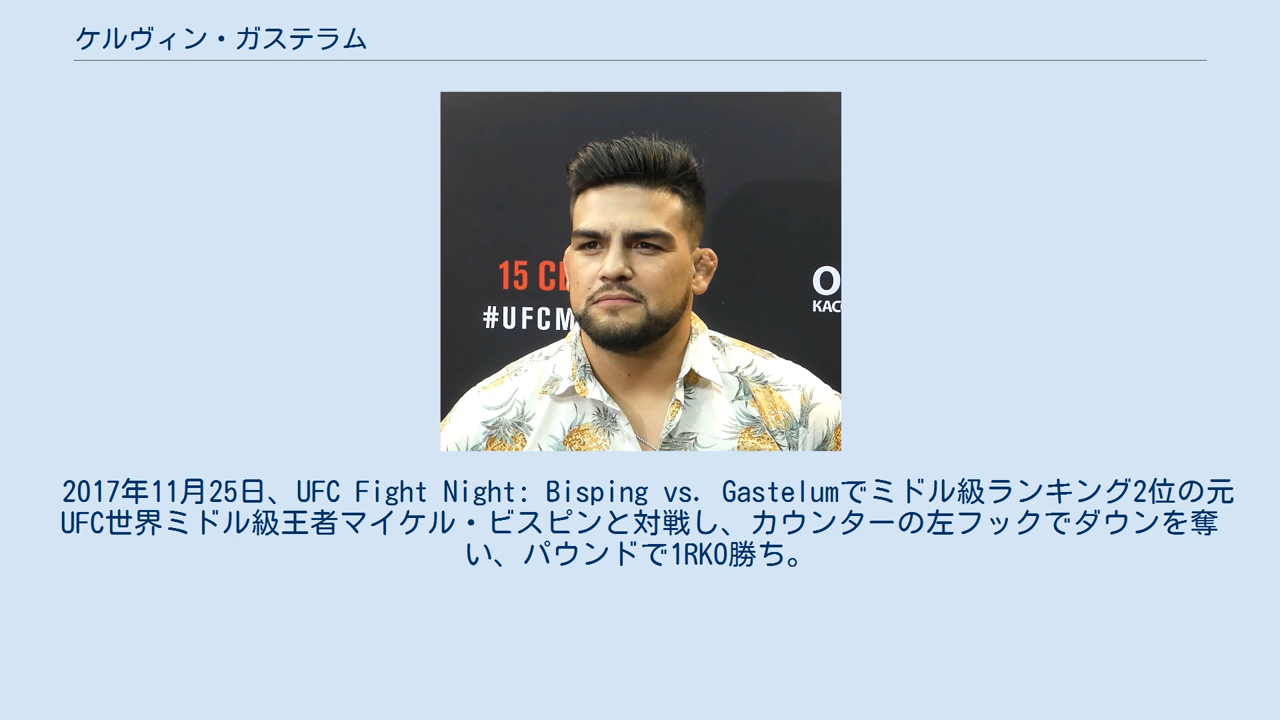 ケルヴィン・ガステラム
15 C
#UFCM
O
KAC
2017年11月25日、UFC Fight Night: Bisping vs. Gastelumでミドル級ランキング2位の元
UFC世界ミドル級王者マイケル・ビスピンと対戦し、カウンターの左フックでダウンを奪
い、パウンドで1RKO勝ち。